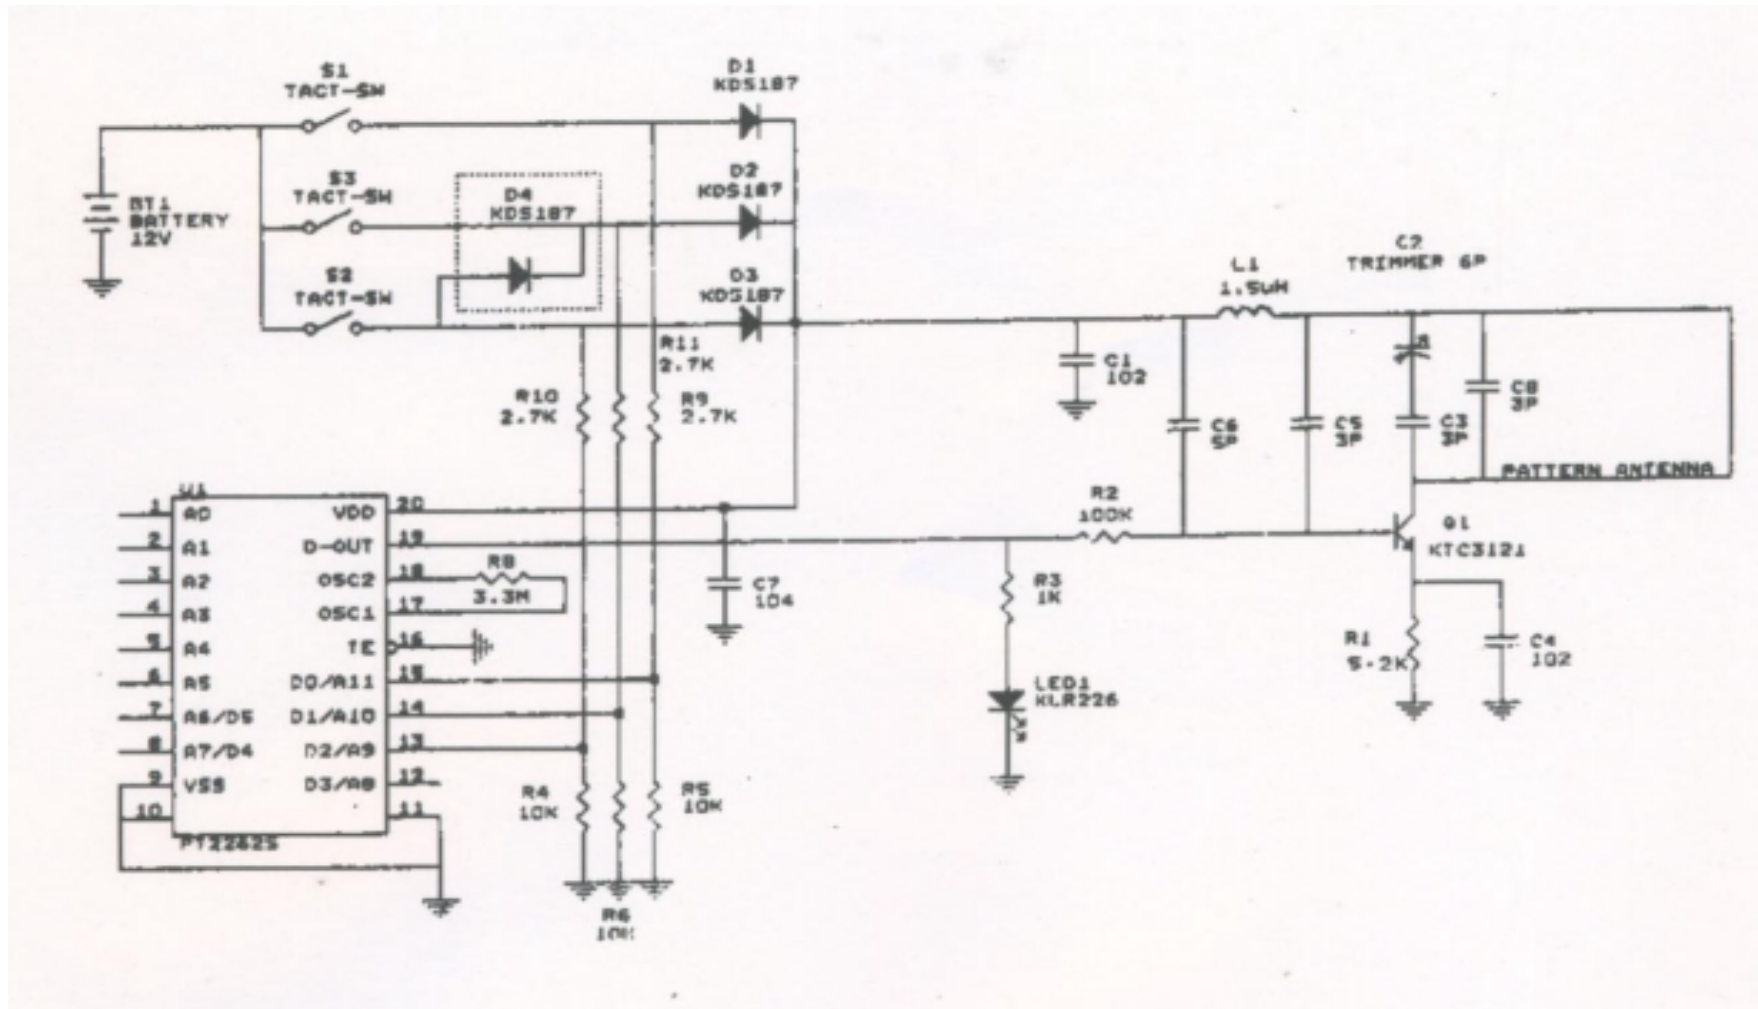 S1
TACT-SW
D1
KDS187
S3
TACT-SW
D4
KDS187
D2
KDS187
BT1
BATTERY
12V
S2
TACT-SW
D3
KDS187
C2
TRIMMER 6P
L1
1.5uH
R11
2.7K
R10
2.7K
R9
2.7K
C1
102
C6
5P
C5
3P
C3
3P
C8
3P
PATTERN ANTENNA
U1
1 A0 VDD 20
2 A1 D-OUT 19
3 A2 OSC2 18
4 A3 OSC1 17
5 A4 TE 16
6 A5 D0/A11 15
7 A6/D5 D1/A10 14
8 A7/D4 D2/A9 13
9 VSS D3/A8 12
10 11
PT2262S
R8
3.3M
C7
104
R2
100K
Q1
KTC3121
R3
1K
LED1
KLR226
R1
5.2K
C4
102
R4
10K
R5
10K
R6
10K